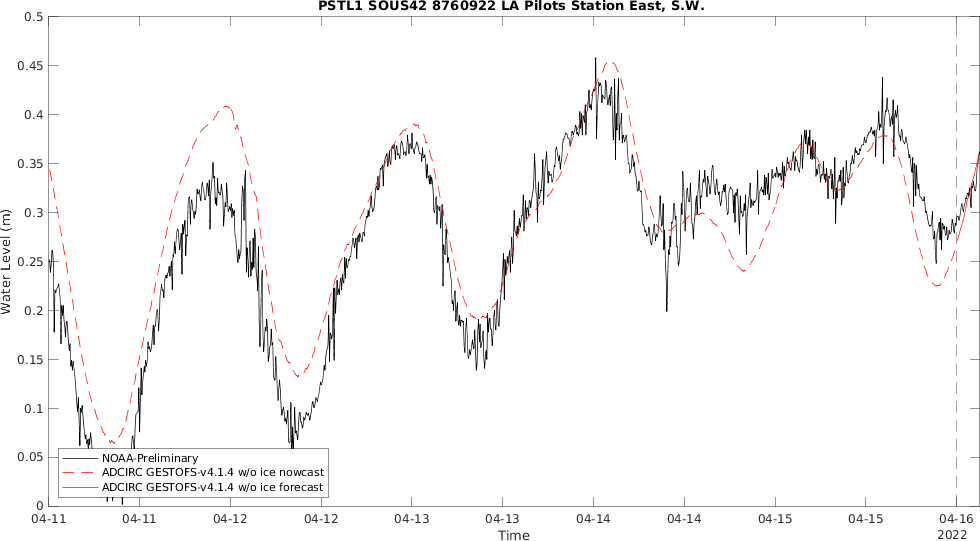 PSTL1 SOUS42 8760922 LA Pilots Station East, S.W.
0.5
0.45
0.4
0.35
0.3
0.25
0.2
0.15
0.1
0.05
0
Water Level (m)
NOAA-Preliminary
ADCIRC GESTOFS-v4.1.4 w/o ice nowcast
ADCIRC GESTOFS-v4.1.4 w/o ice forecast
04-11 04-11 04-12 04-12 04-13 04-13 04-14 04-14 04-15 04-15 04-16
Time
2022